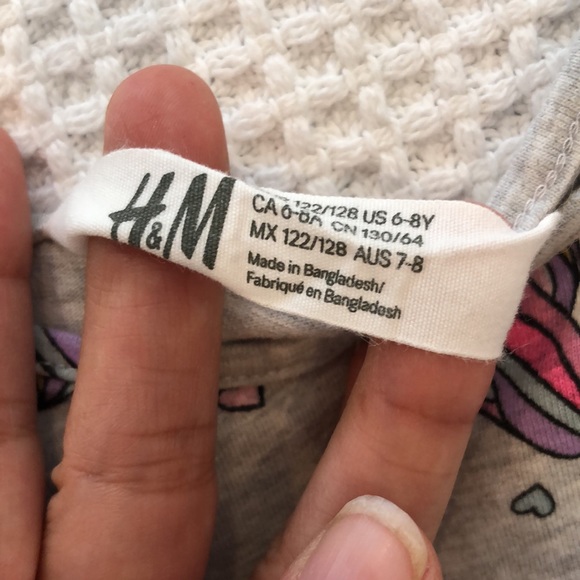 H&M
122/128 US 6-8Y
CA 6-8A CN 130/64
MX 122/128 AUS 7-8
Made in Bangladesh/
Fabriqué en Bangladesh